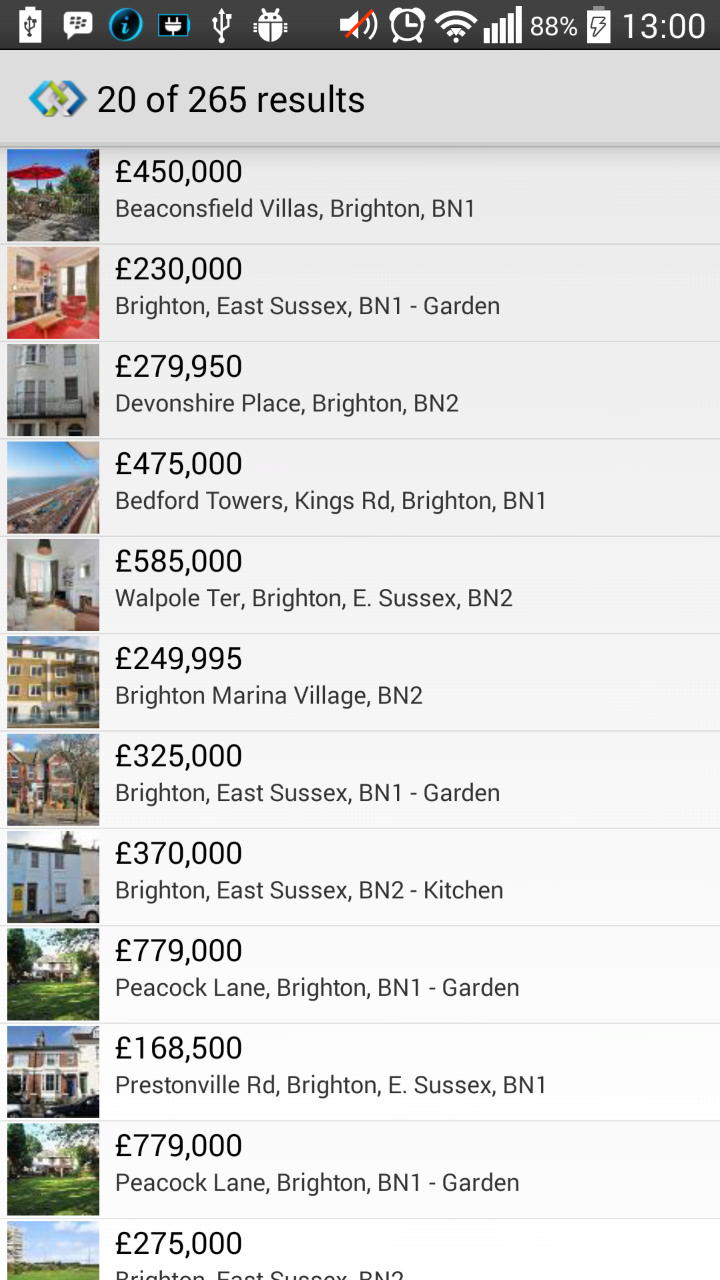 88% 13:00
20 of 265 results
£450,000
Beaconsfield Villas, Brighton, BN1
£230,000
Brighton, East Sussex, BN1 - Garden
£279,950
Devonshire Place, Brighton, BN2
£475,000
Bedford Towers, Kings Rd, Brighton, BN1
£585,000
Walpole Ter, Brighton, E. Sussex, BN2
£249,995
Brighton Marina Village, BN2
£325,000
Brighton, East Sussex, BN1 - Garden
£370,000
Brighton, East Sussex, BN2 - Kitchen
£779,000
Peacock Lane, Brighton, BN1 - Garden
£168,500
Prestonville Rd, Brighton, E. Sussex, BN1
£779,000
Peacock Lane, Brighton, BN1 - Garden
£275,000
Brighton, East Sussex, BN2